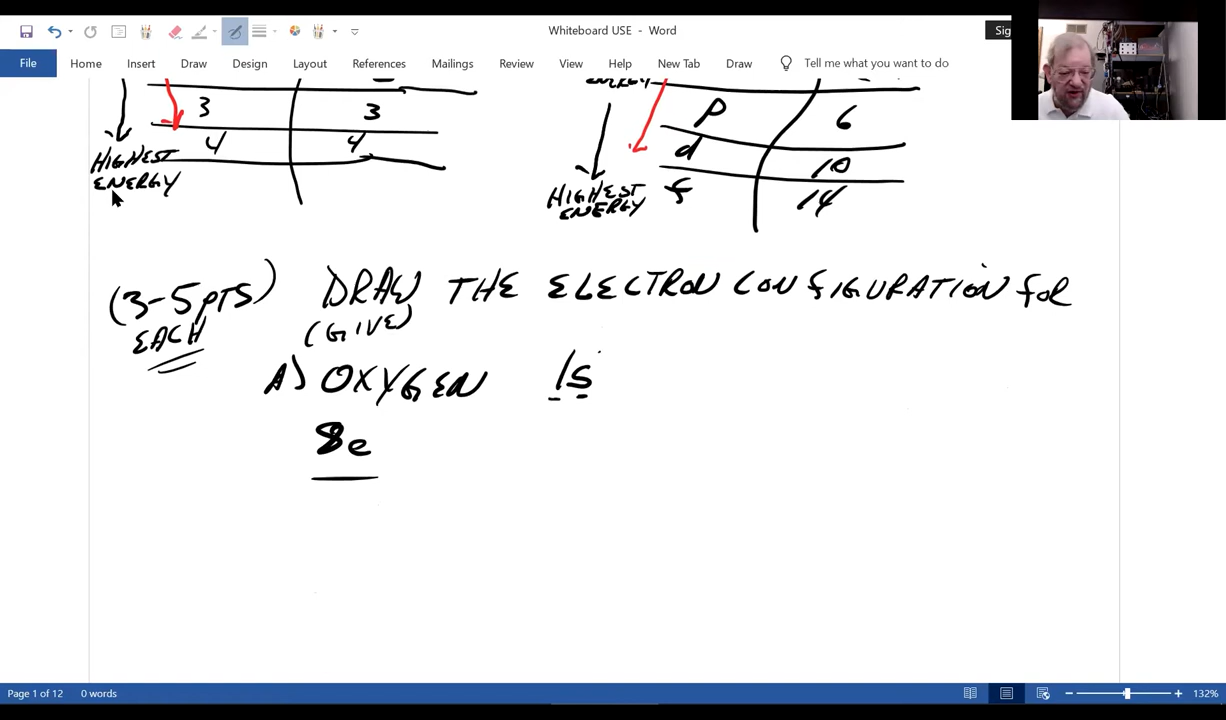 Whiteboard USE - Word
Sig
File Home Insert Draw Design Layout References Mailings Review View Help New Tab Draw Tell me what you want to do
3 3
4 4
HIGHEST
ENERGY
P 6
d 10
f 14
HIGHEST
ENERGY
(3-5pTS) DRAW THE ELECTRON CONfIGURATION for
EACH (GIVE)
A) OXYGEN 1s
8e
Page 1 of 12 0 words 132%